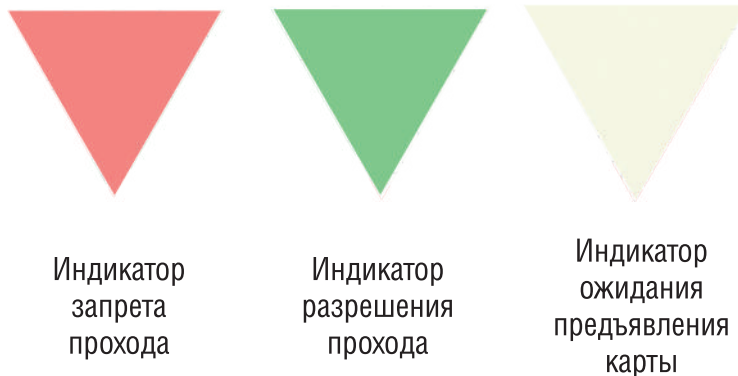 Индикатор
запрета
прохода
Индикатор
разрешения
прохода
Индикатор
ожидания
предъявления
карты